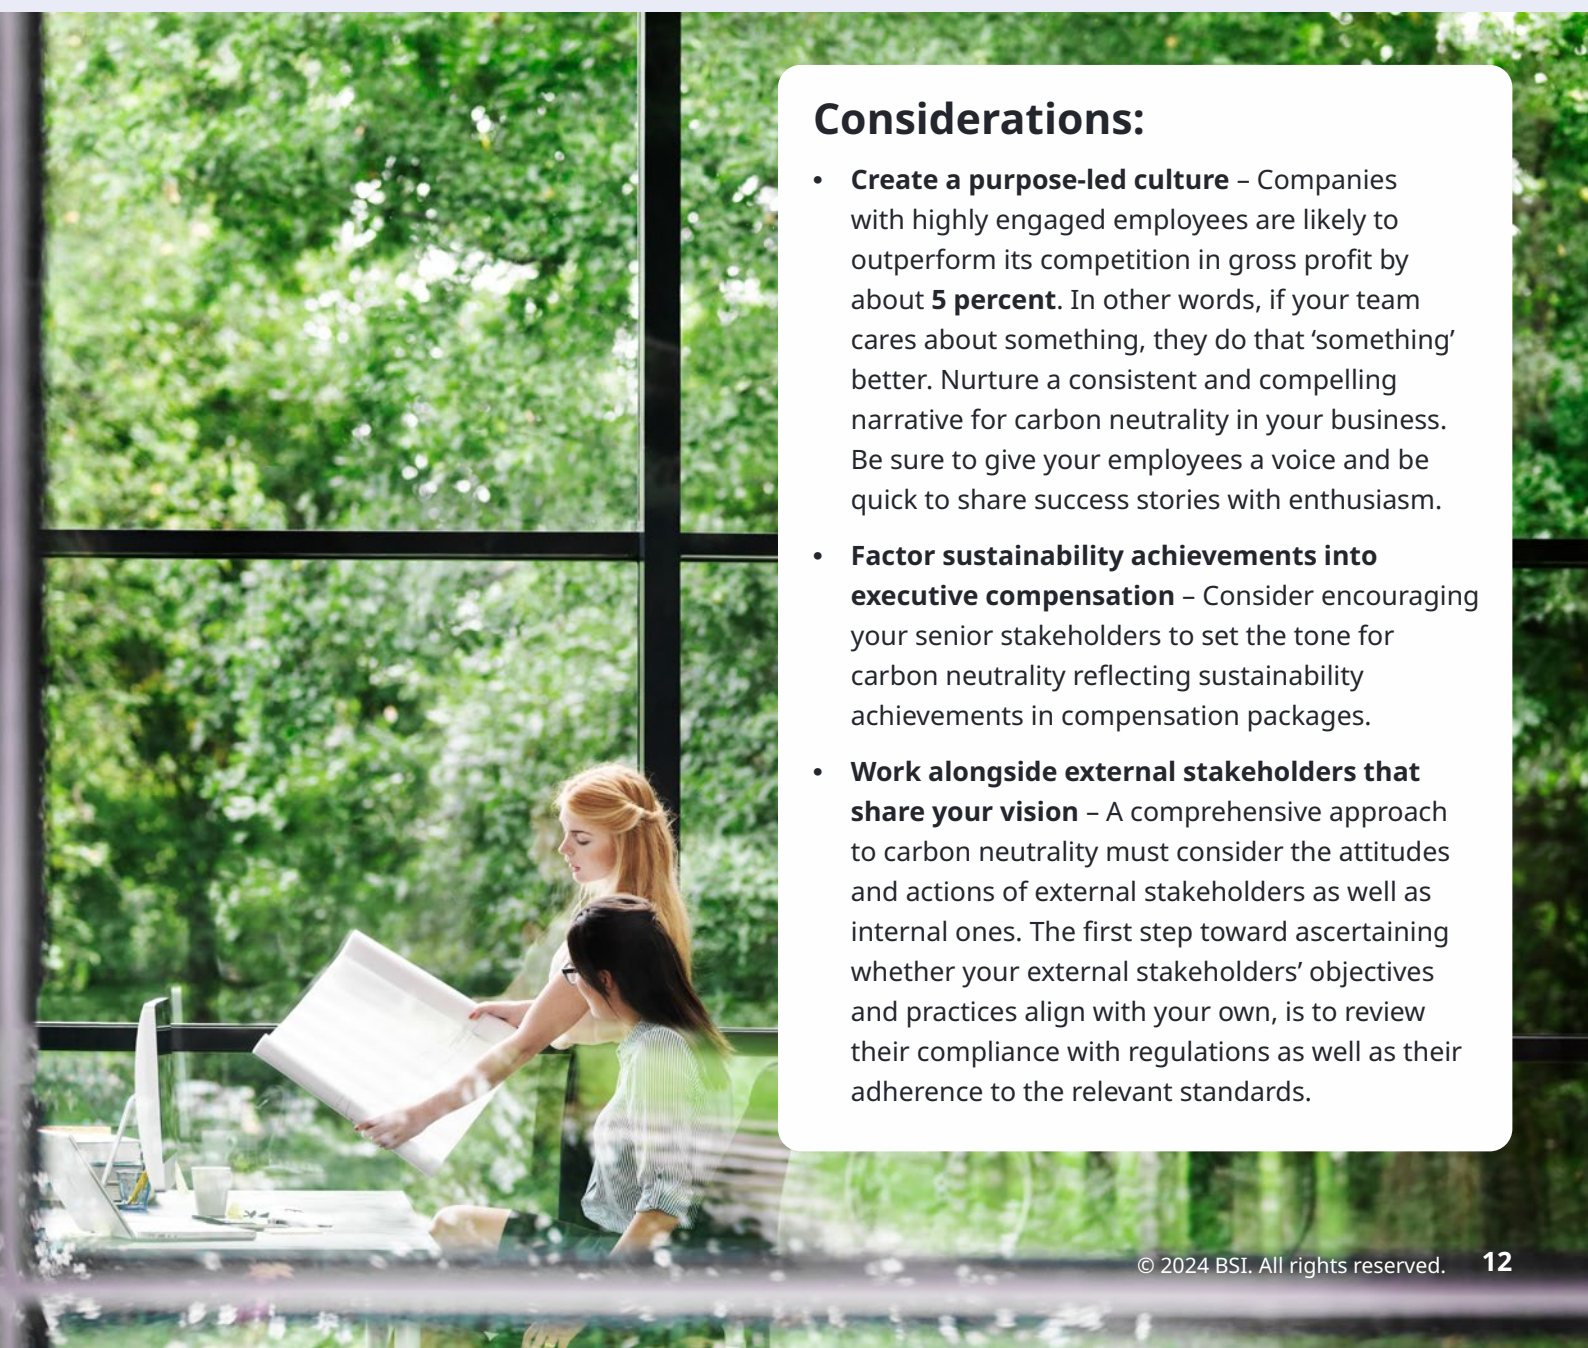 Considerations:
• Create a purpose-led culture – Companies
with highly engaged employees are likely to
outperform its competition in gross profit by
about 5 percent. In other words, if your team
cares about something, they do that ‘something’
better. Nurture a consistent and compelling
narrative for carbon neutrality in your business.
Be sure to give your employees a voice and be
quick to share success stories with enthusiasm.
• Factor sustainability achievements into
executive compensation – Consider encouraging
your senior stakeholders to set the tone for
carbon neutrality reflecting sustainability
achievements in compensation packages.
• Work alongside external stakeholders that
share your vision – A comprehensive approach
to carbon neutrality must consider the attitudes
and actions of external stakeholders as well as
internal ones. The first step toward ascertaining
whether your external stakeholders’ objectives
and practices align with your own, is to review
their compliance with regulations as well as their
adherence to the relevant standards.
© 2024 BSI. All rights reserved. 12